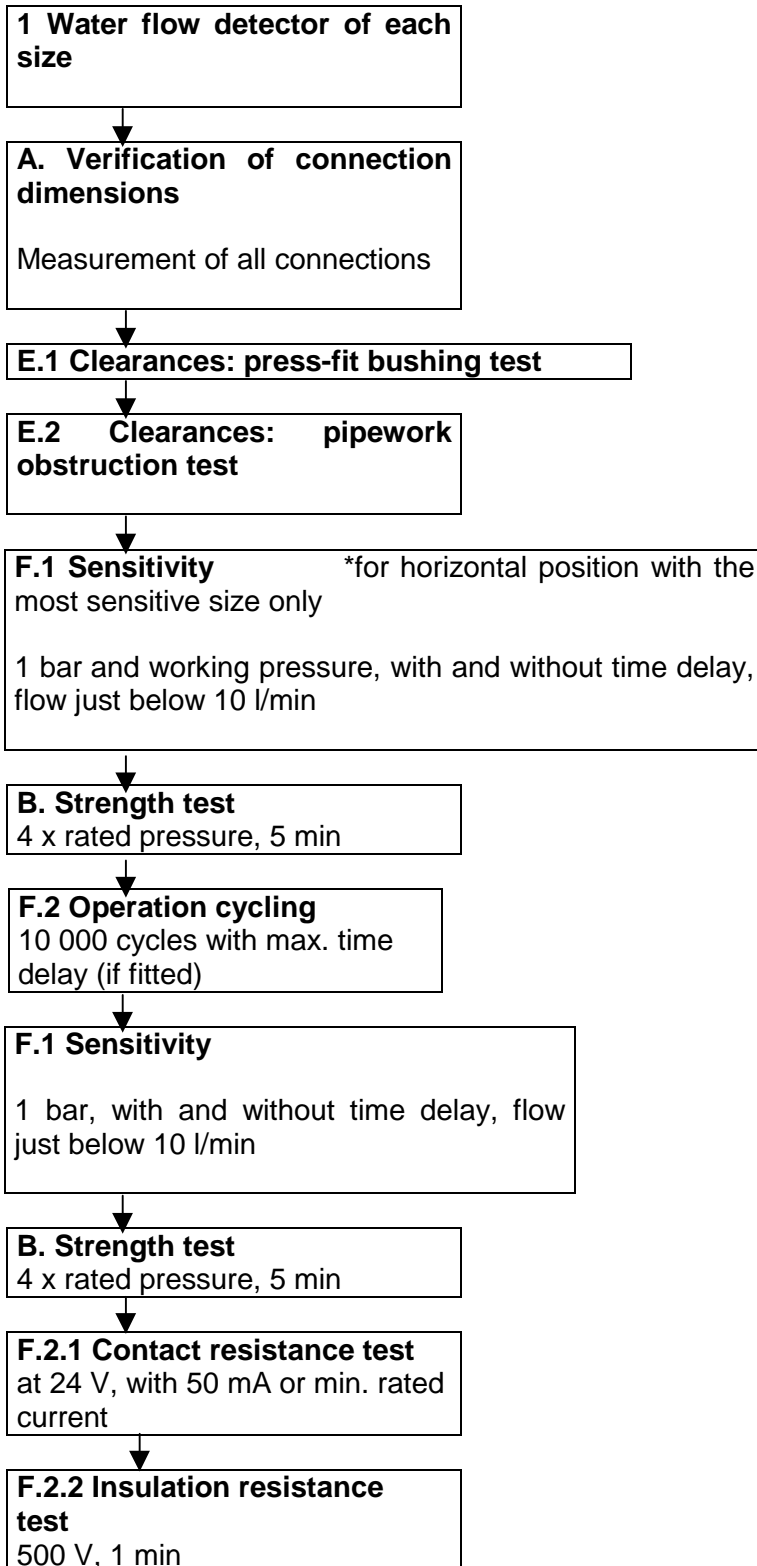 1 Water flow detector of each
size
A. Verification of connection
dimensions
Measurement of all connections
E.1 Clearances: press-fit bushing test
E.2 Clearances: pipework
obstruction test
F.1 Sensitivity *for horizontal position with the
most sensitive size only
1 bar and working pressure, with and without time delay,
flow just below 10 l/min
B. Strength test
4 x rated pressure, 5 min
F.2 Operation cycling
10 000 cycles with max. time
delay (if fitted)
F.1 Sensitivity
1 bar, with and without time delay, flow
just below 10 l/min
B. Strength test
4 x rated pressure, 5 min
F.2.1 Contact resistance test
at 24 V, with 50 mA or min. rated
current
F.2.2 Insulation resistance
test
500 V, 1 min